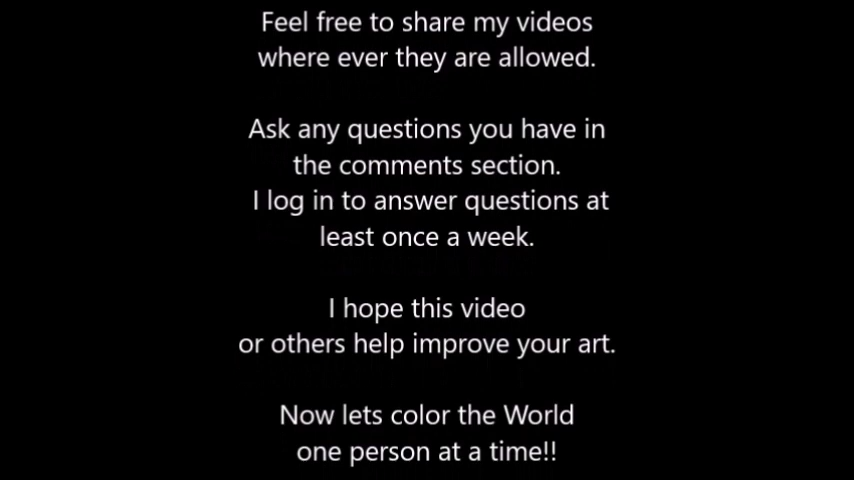 Feel free to share my videos
where ever they are allowed.
Ask any questions you have in
the comments section.
I log in to answer questions at
least once a week.
I hope this video
or others help improve your art.
Now lets color the World
one person at a time!!